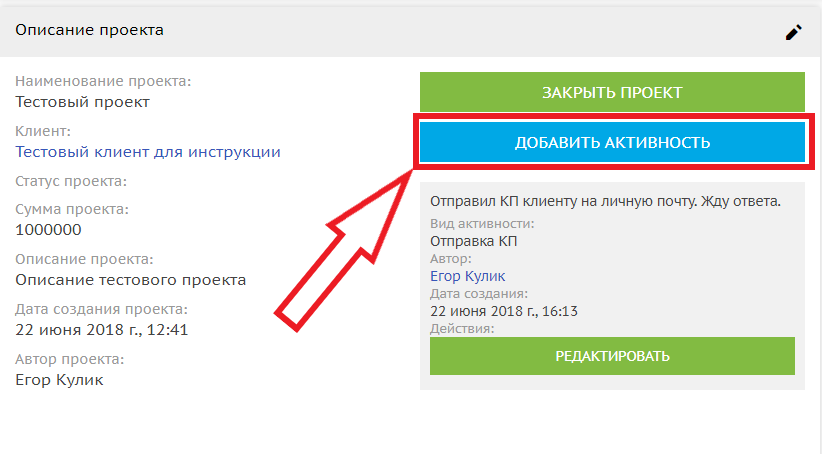 Описание проекта
Наименование проекта:
Тестовый проект
Клиент:
Тестовый клиент для инструкции
Статус проекта:
Сумма проекта:
1000000
Описание проекта:
Описание тестового проекта
Дата создания проекта:
22 июня 2018 г., 12:41
Автор проекта:
Егор Кулик
ЗАКРЫТЬ ПРОЕКТ
ДОБАВИТЬ АКТИВНОСТЬ
Отправил КП клиенту на личную почту. Жду ответа.
Вид активности:
Отправка КП
Автор:
Егор Кулик
Дата создания:
22 июня 2018 г., 16:13
Действия:
РЕДАКТИРОВАТЬ